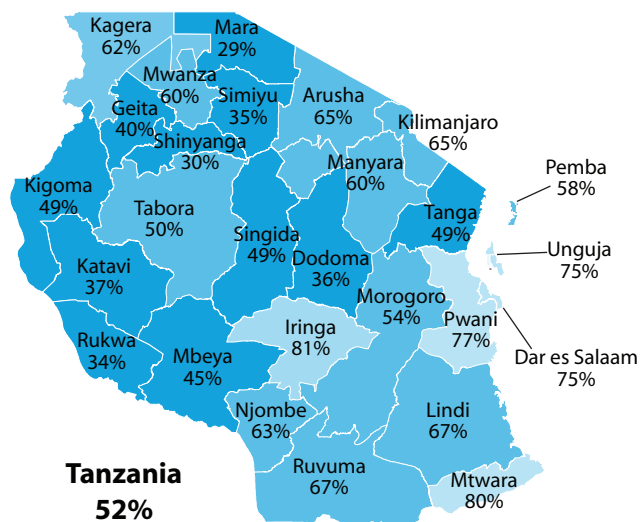 Kagera
62%
Mara
29%
Mwanza
60%
Geita
40%
Simiyu
35%
Arusha
65%
Kilimanjaro
65%
Shinyanga
30%
Manyara
60%
Pemba
58%
Kigoma
49%
Tabora
50%
Singida
49%
Dodoma
36%
Tanga
49%
Unguja
75%
Katavi
37%
Morogoro
54%
Pwani
77%
Dar es Salaam
75%
Rukwa
34%
Mbeya
45%
Iringa
81%
Njombe
63%
Lindi
67%
Ruvuma
67%
Mtwara
80%
Tanzania
52%